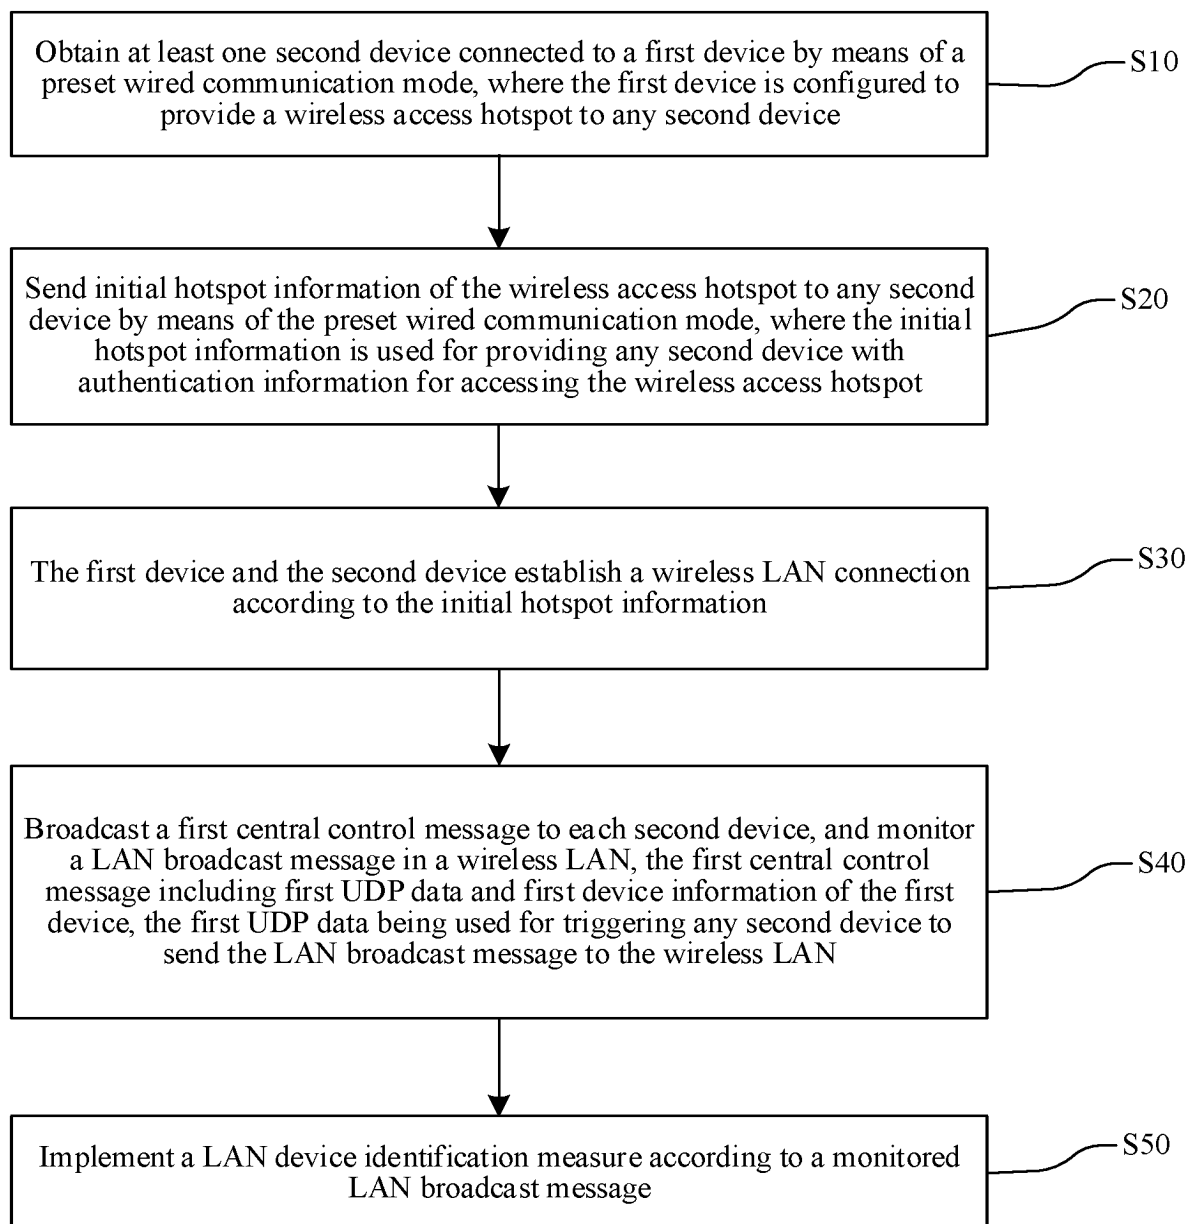 Obtain at least one second device connected to a first device by means of a
preset wired communication mode, where the first device is configured to
provide a wireless access hotspot to any second device
S10
Send initial hotspot information of the wireless access hotspot to any second
device by means of the preset wired communication mode, where the initial
hotspot information is used for providing any second device with
authentication information for accessing the wireless access hotspot
S20
The first device and the second device establish a wireless LAN connection
according to the initial hotspot information
S30
Broadcast a first central control message to each second device, and monitor
a LAN broadcast message in a wireless LAN, the first central control
message including first UDP data and first device information of the first
device, the first UDP data being used for triggering any second device to
send the LAN broadcast message to the wireless LAN
S40
Implement a LAN device identification measure according to a monitored
LAN broadcast message
S50